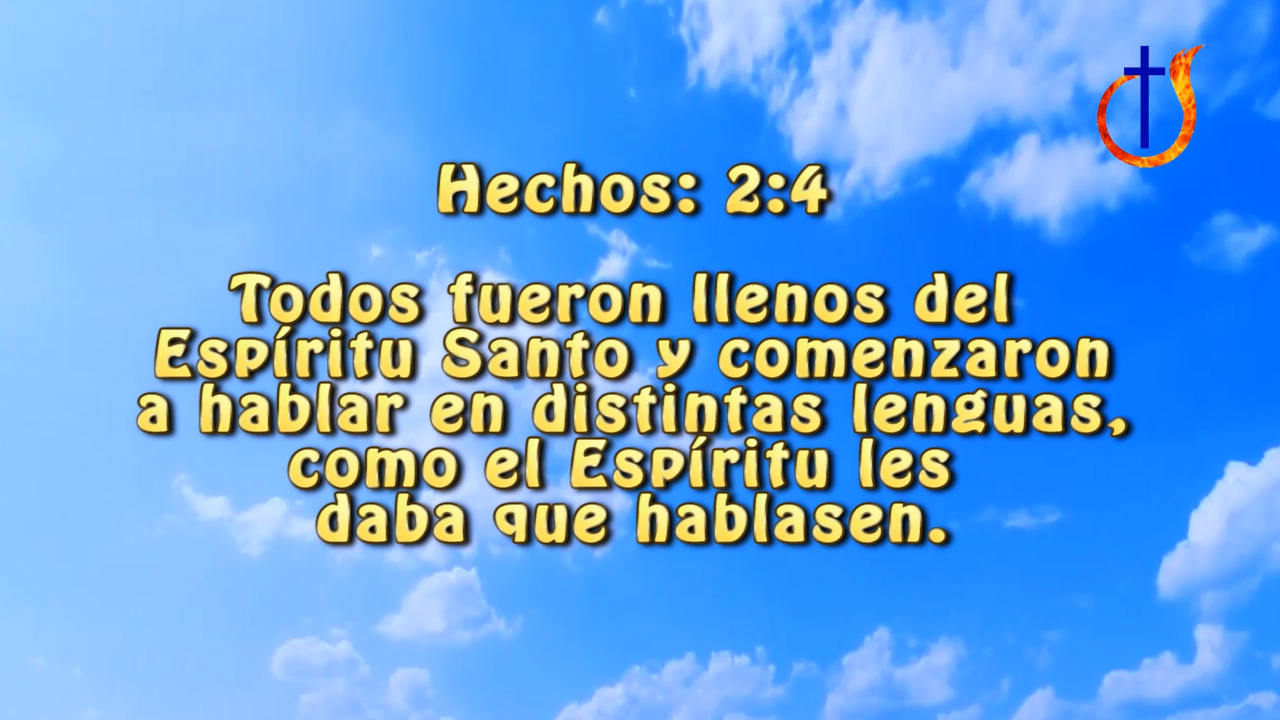 Hechos: 2:4
Todos fueron llenos del
Espíritu Santo y comenzaron
a hablar en distintas lenguas,
como el Espíritu les
daba que hablasen.